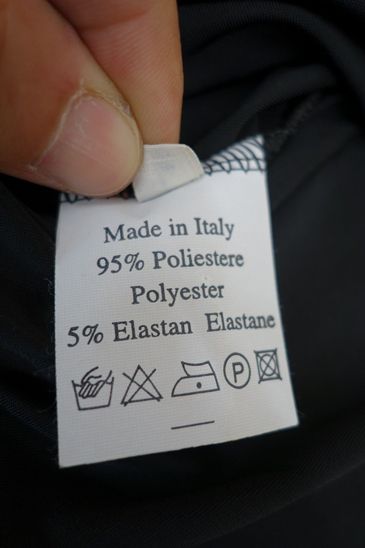 Made in Italy
95% Poliestere
Polyester
5% Elastan Elastane
P